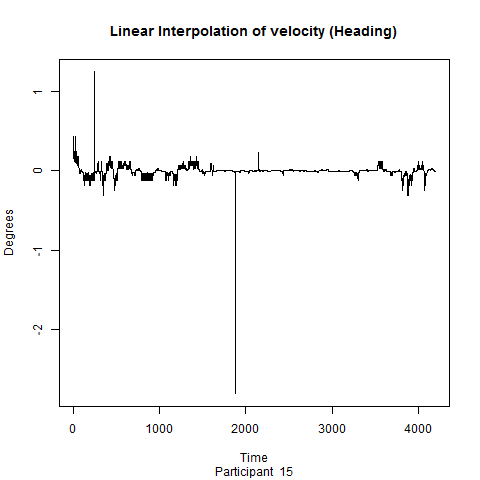 Linear Interpolation of velocity (Heading)
Degrees
1
0
-1
-2
0 1000 2000 3000 4000
Time
Participant 15